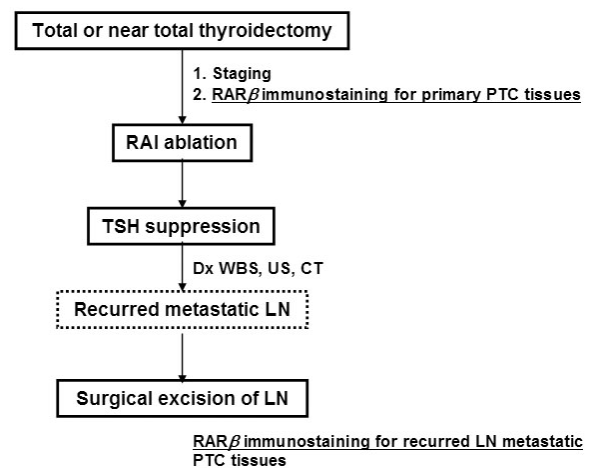 Total or near total thyroidectomy
1. Staging
2. RARβ immunostaining for primary PTC tissues
RAI ablation
TSH suppression
Dx WBS, US, CT
Recurred metastatic LN
Surgical excision of LN
RARβ immunostaining for recurred LN metastatic
PTC tissues